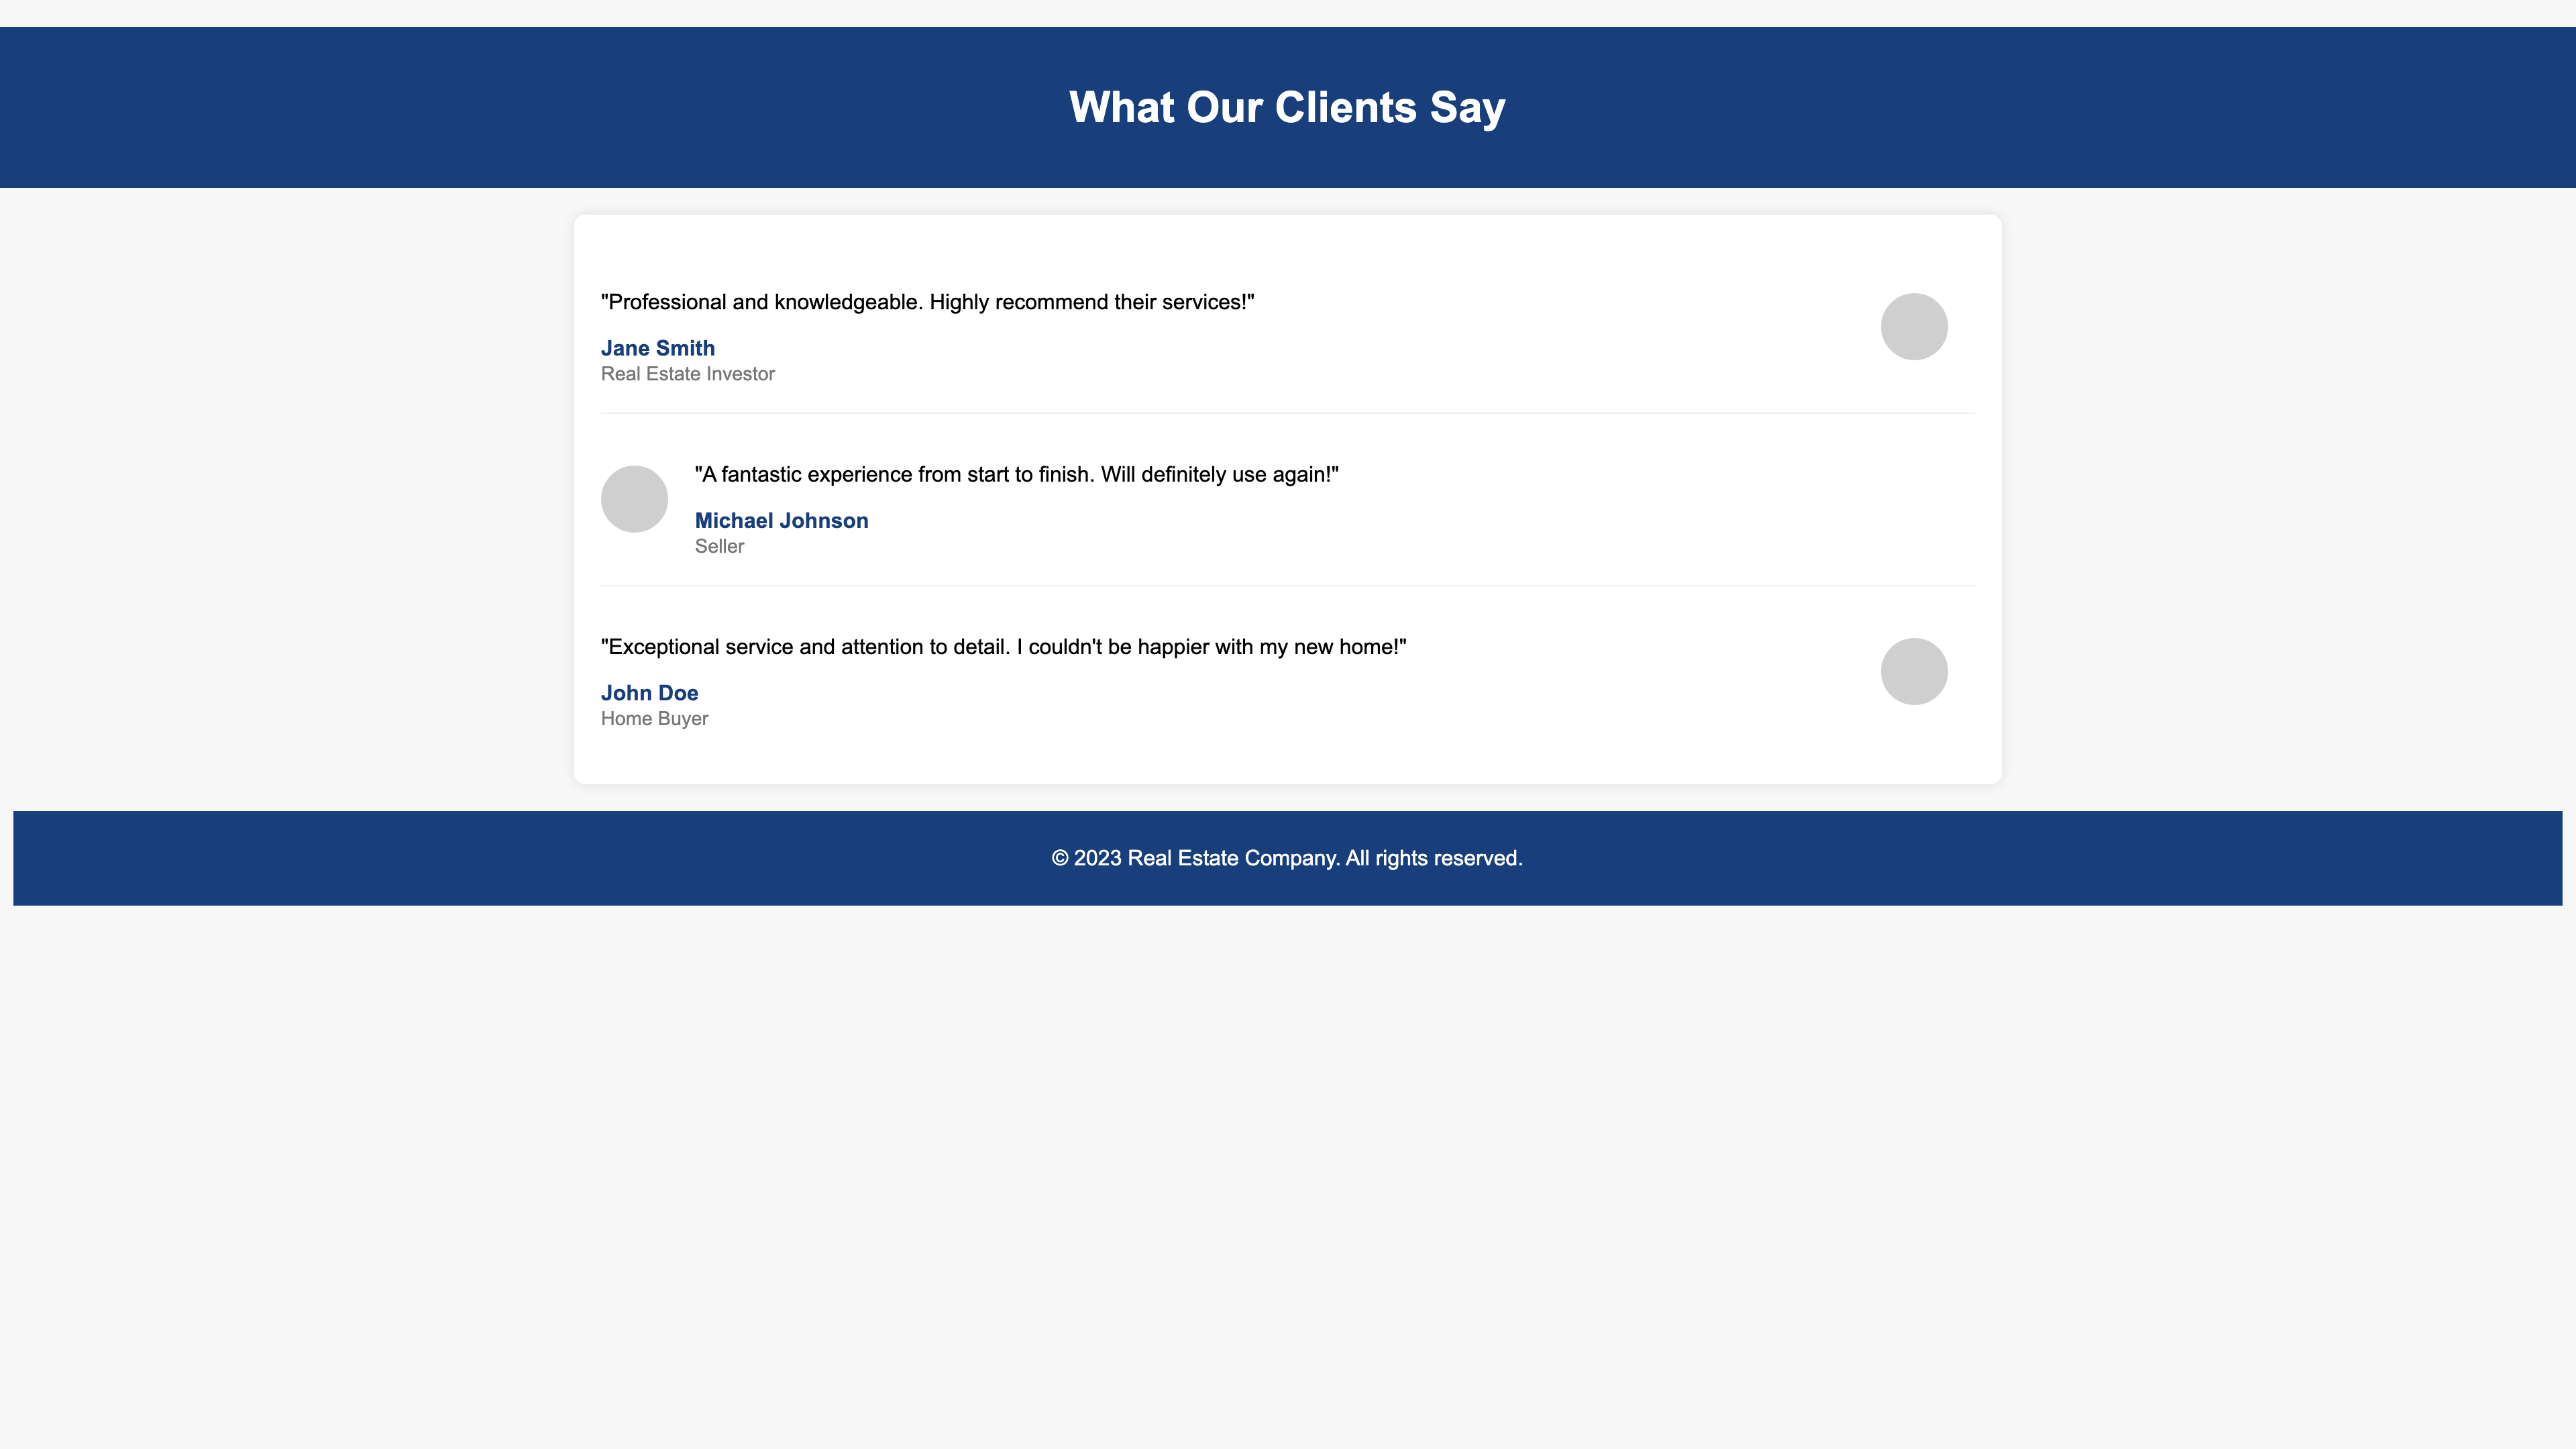 What Our Clients Say
"Professional and knowledgeable. Highly recommend their services!"
Jane Smith
Real Estate Investor
"A fantastic experience from start to finish. Will definitely use again!"
Michael Johnson
Seller
"Exceptional service and attention to detail. I couldn't be happier with my new home!"
John Doe
Home Buyer
© 2023 Real Estate Company. All rights reserved.